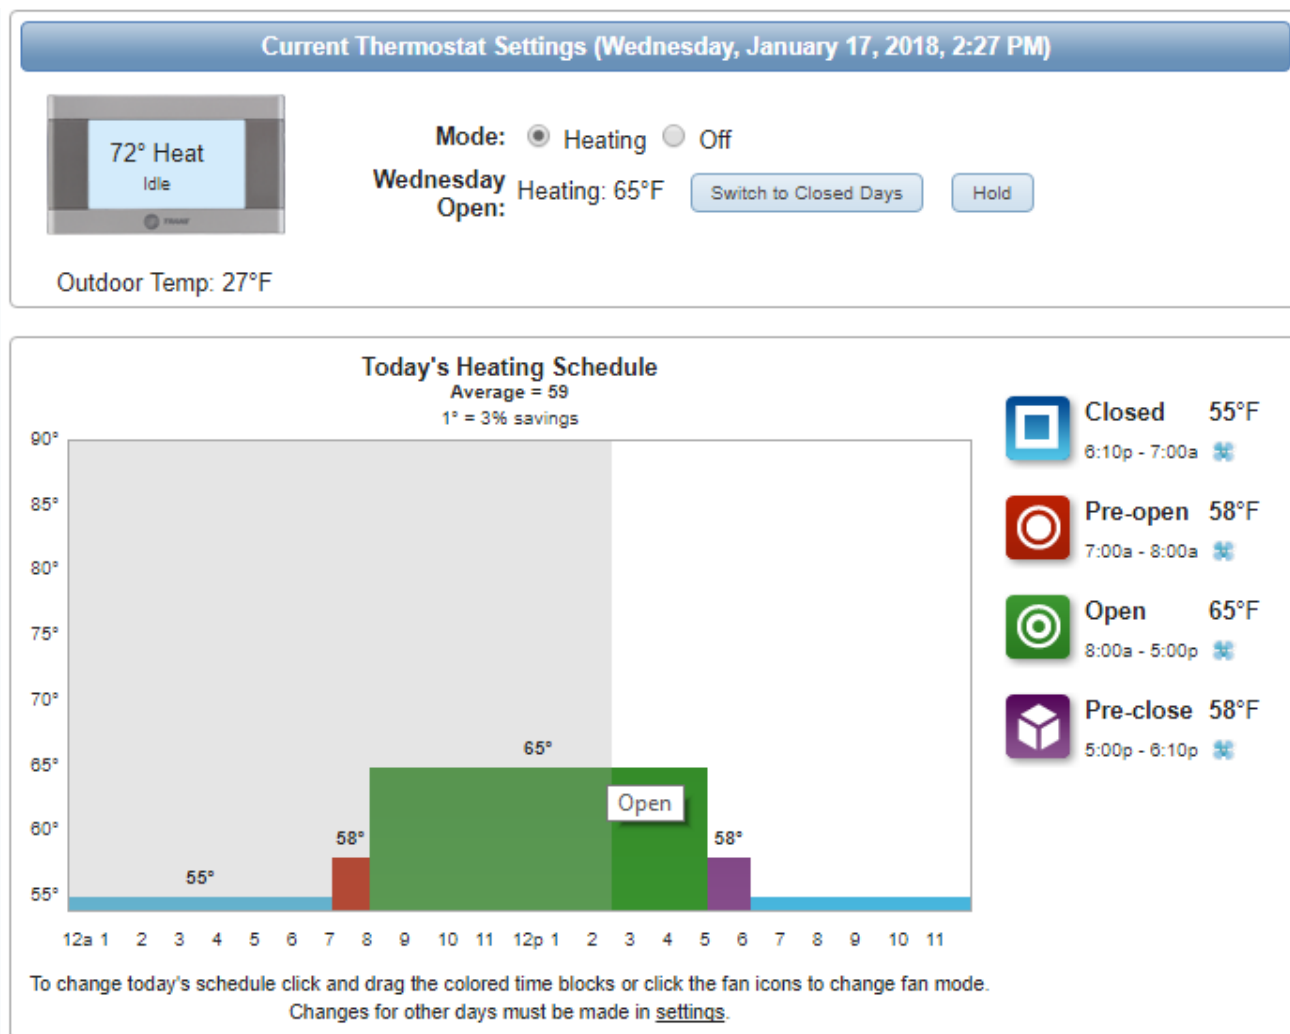 Current Thermostat Settings (Wednesday, January 17, 2018, 2:27 PM)
72° Heat
Idle
TRANE
Outdoor Temp: 27°F
Mode: Heating Off
Wednesday Open: Heating: 65°F Switch to Closed Days Hold
Today's Heating Schedule
Average = 59
1° = 3% savings
90°
85°
80°
75°
70°
65°
60°
55°
55°
58°
65°
Open
58°
12a 1 2 3 4 5 6 7 8 9 10 11 12p 1 2 3 4 5 6 7 8 9 10 11
Closed 55°F
6:10p - 7:00a
Pre-open 58°F
7:00a - 8:00a
Open 65°F
8:00a - 5:00p
Pre-close 58°F
5:00p - 6:10p
To change today's schedule click and drag the colored time blocks or click the fan icons to change fan mode.
Changes for other days must be made in settings.